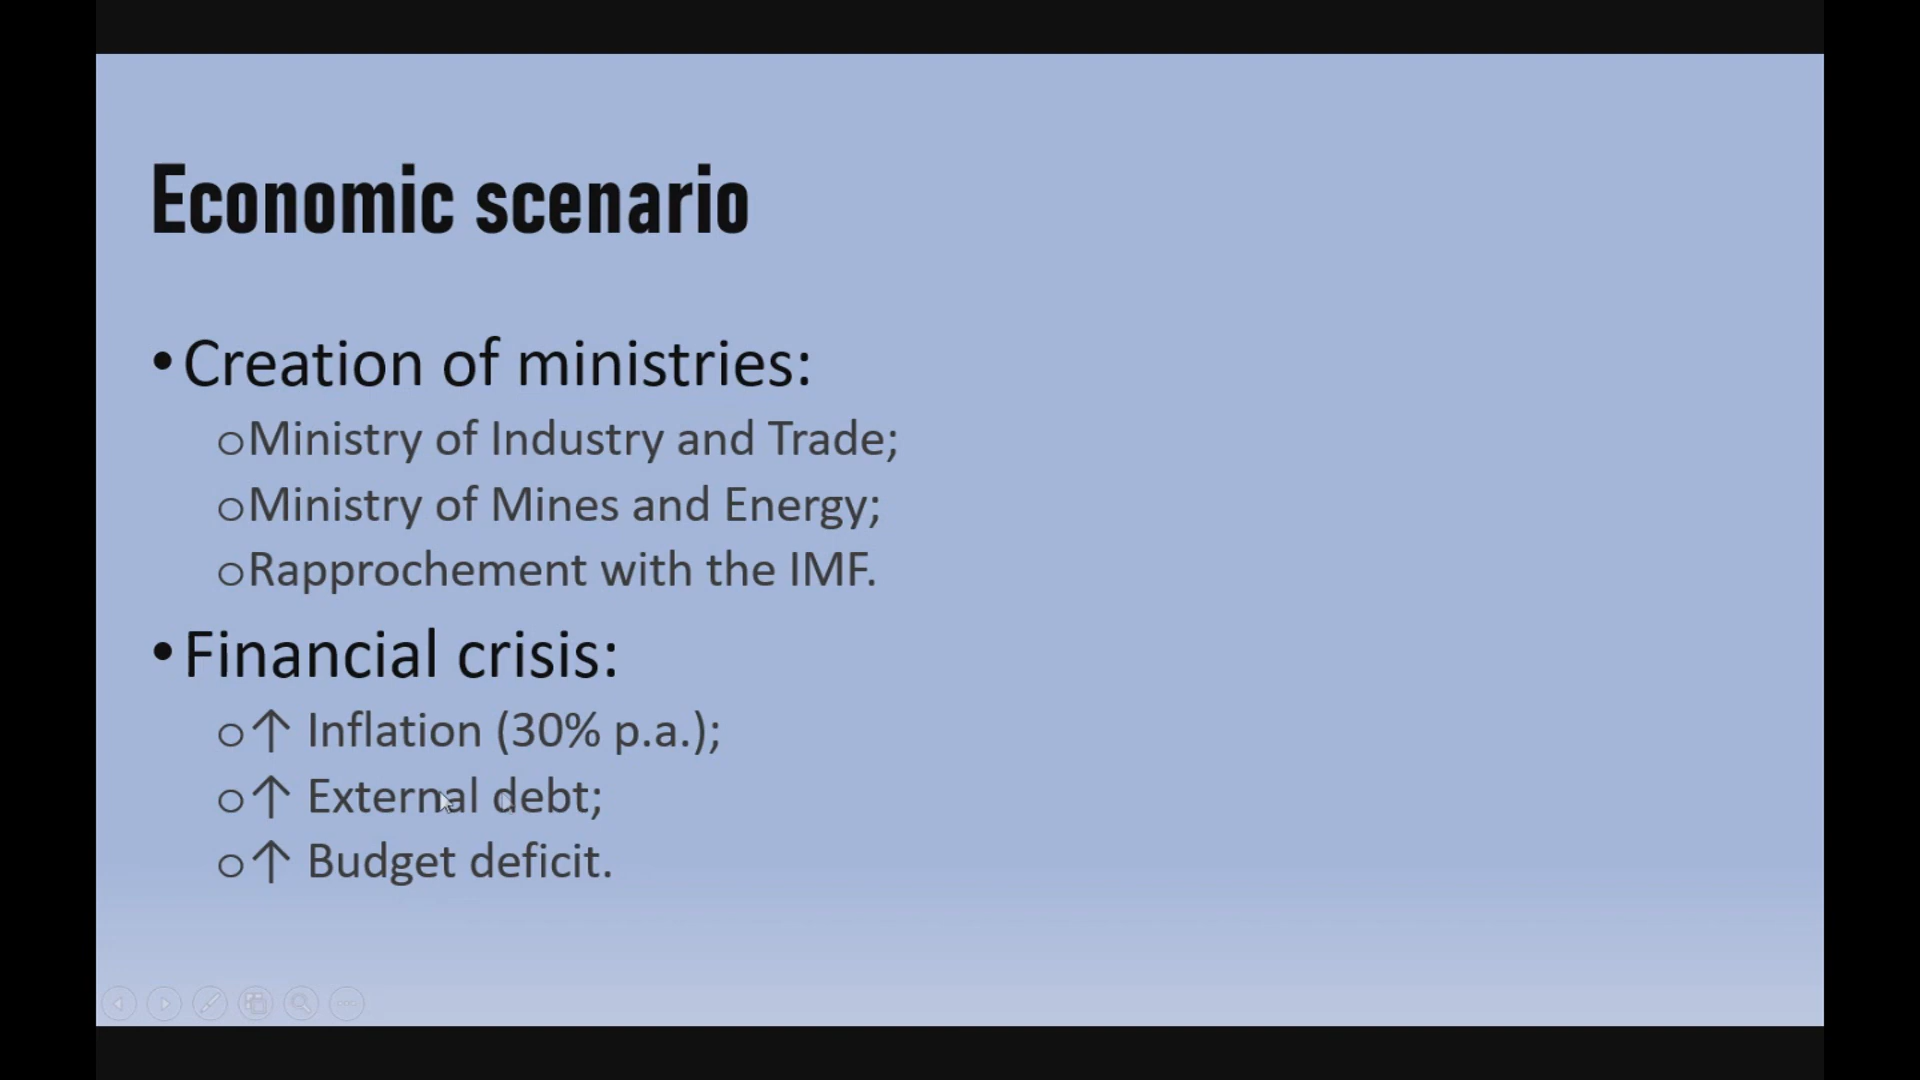 Economic scenario
•Creation of ministries:
oMinistry of Industry and Trade;
oMinistry of Mines and Energy;
oRapprochement with the IMF.
•Financial crisis:
o↑ Inflation (30% p.a.);
o↑ External debt;
o↑ Budget deficit.